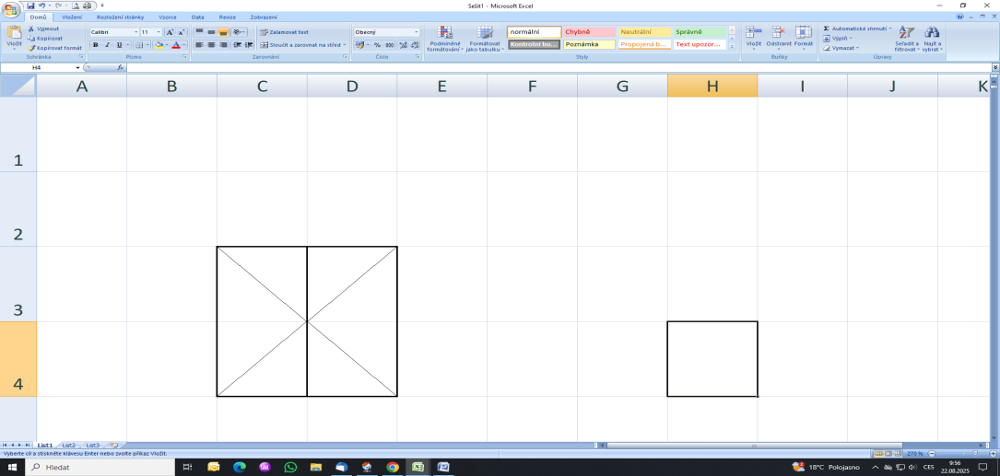 Sešit1 - Microsoft Excel
Domů Vložení Rozložení stránky Vzorce Data Revize Zobrazení
Vložit
Vyjmout
Kopírovat
Kopírovat formát
Schránka
Calibri 11 A A
B I U A
Písmo
Zalamovat text
Sloučit a zarovnat na střed
Zarovnání
Obecný
% 000
Číslo
Podmíněné formátování
Formátovat jako tabulku
normální Chybně Neutrální Správně
Kontrolní bu... Poznámka Propojená b... Text upozor...
Styly
Vložit Odstranit Formát
Buňky
Σ Automatické shrnutí
Výplň
Vymazat
Seřadit a filtrovat
Najít a vybrat
Úpravy
H4 fx
A B C D E F G H I J K
1
2
3
4
List1 List2 List3
Vyberte cíl a stiskněte klávesu Enter nebo zvolte příkaz Vložit.
270 %
Hledat
18°C Polojasno
CES
9:56
22.08.2025